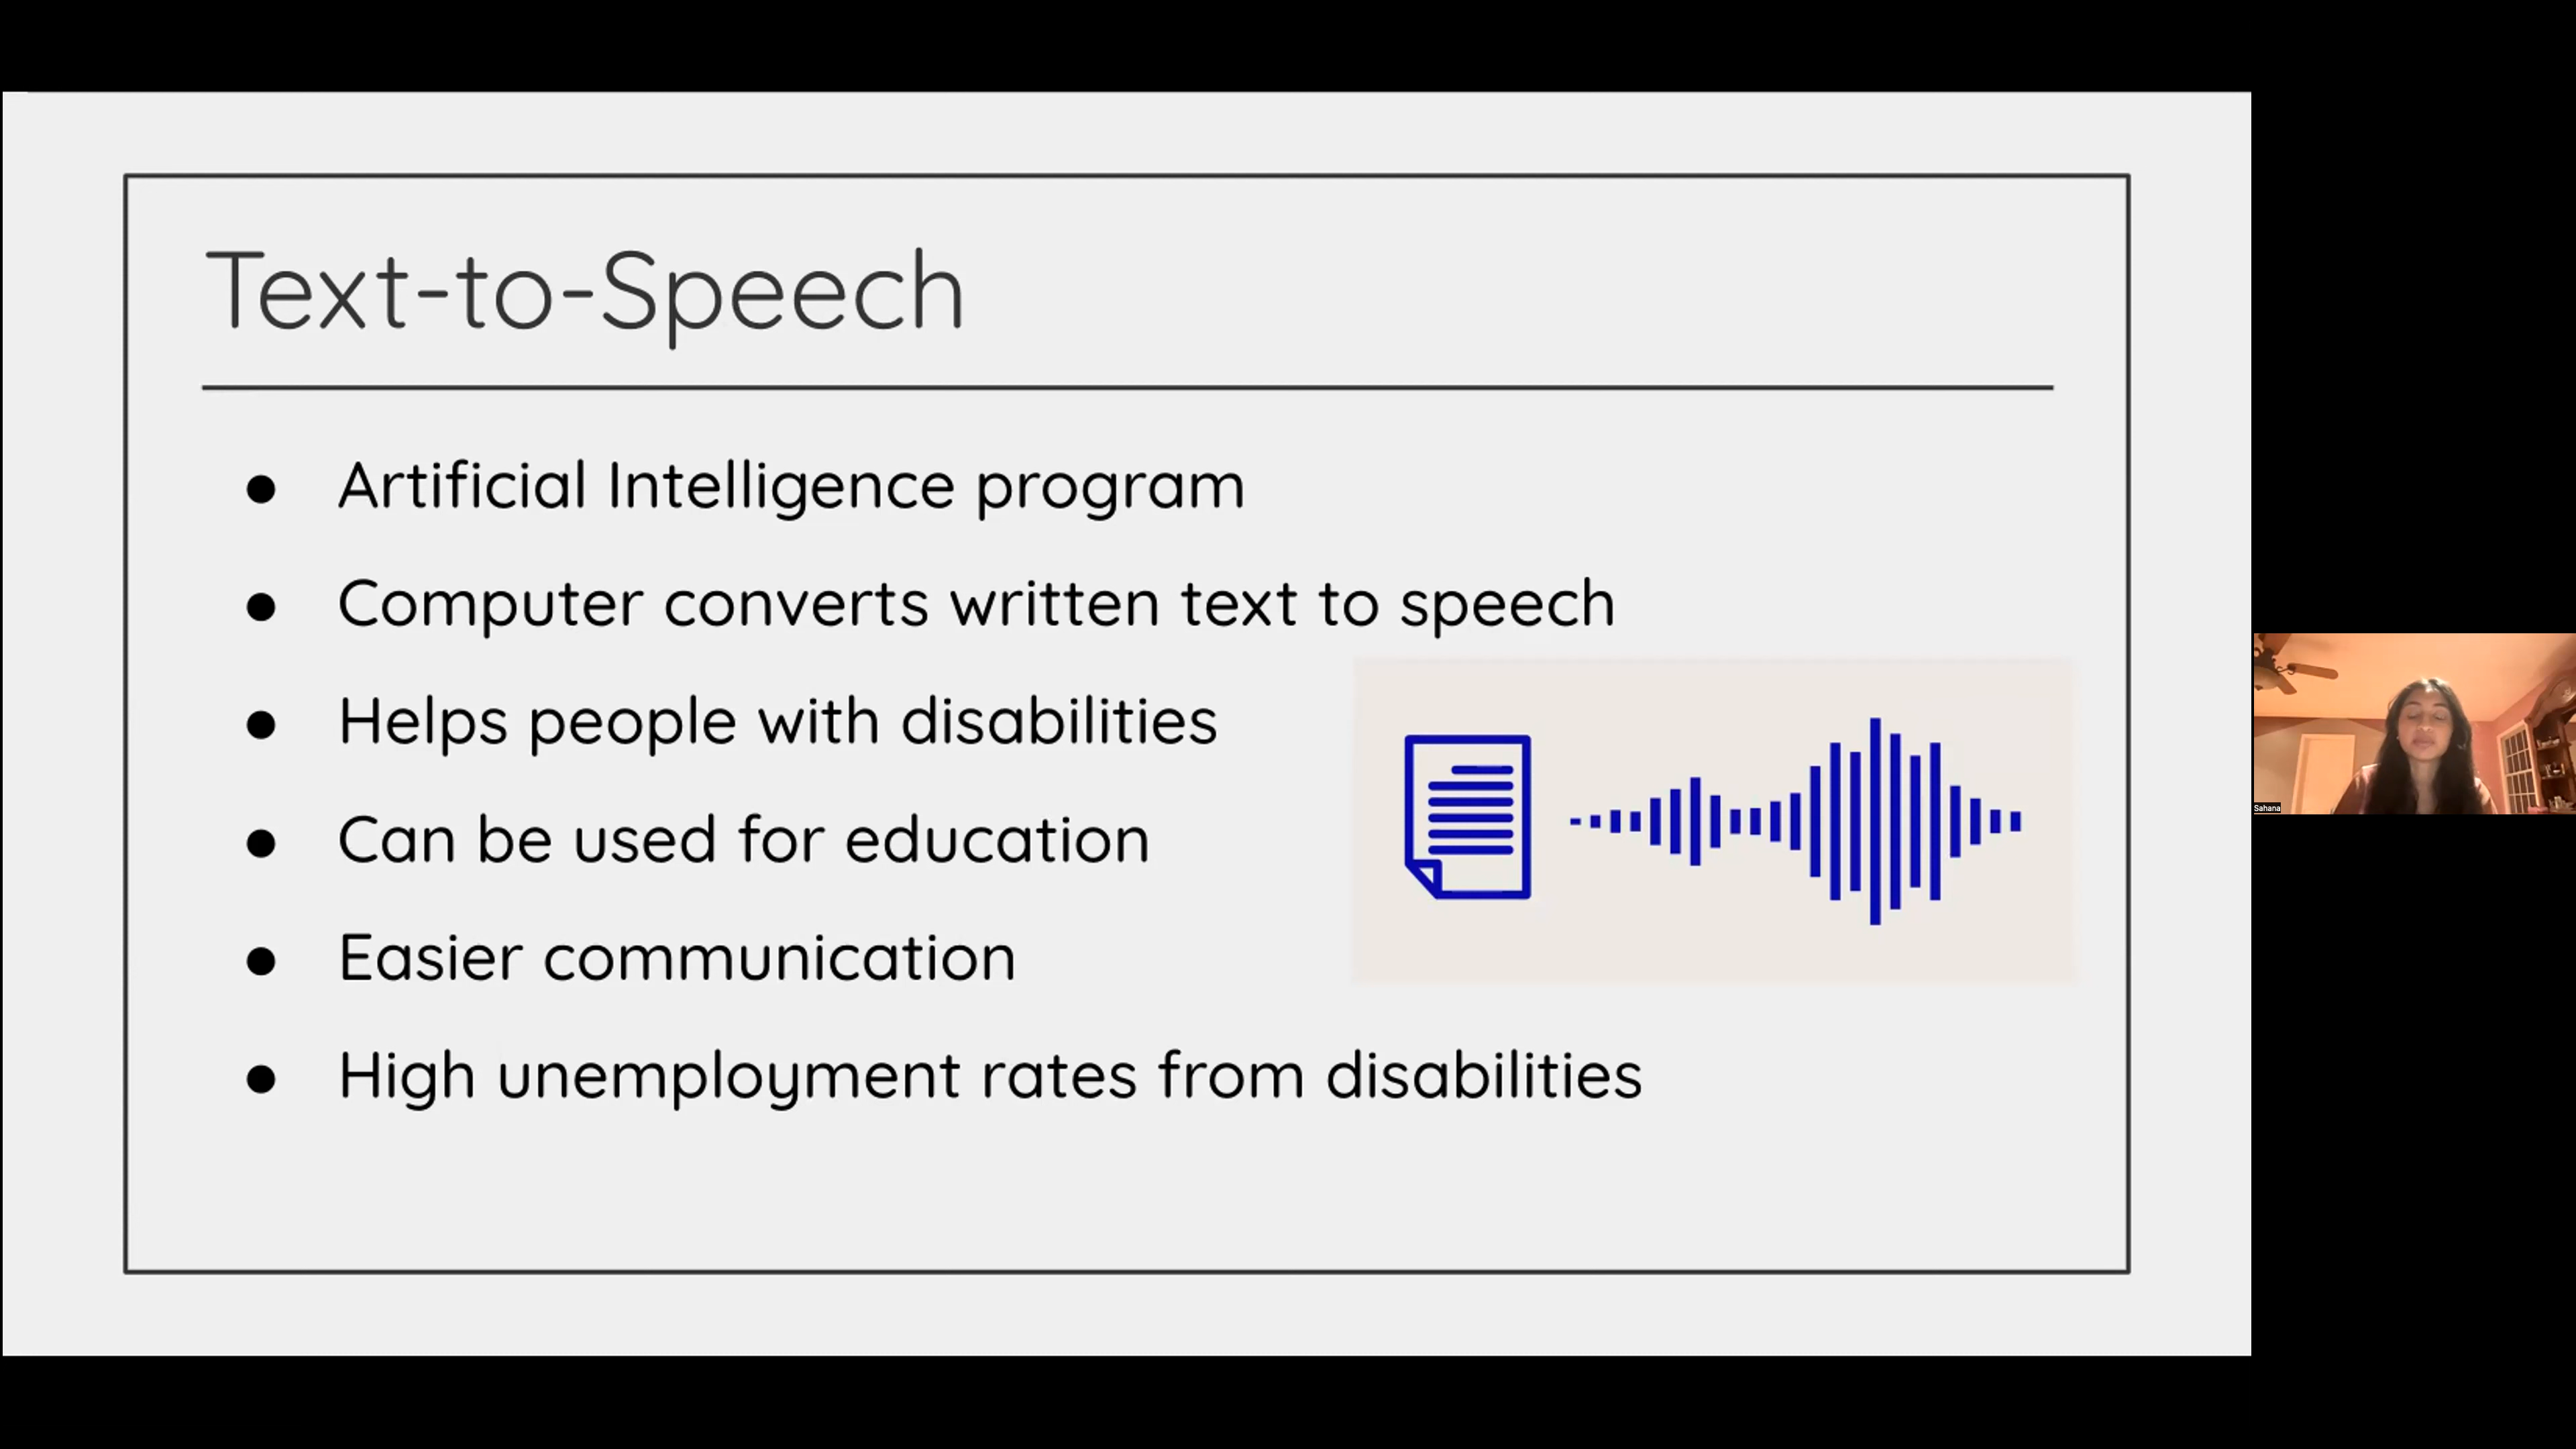 Text-to-Speech
● Artificial Intelligence program
● Computer converts written text to speech
● Helps people with disabilities
● Can be used for education
● Easier communication
● High unemployment rates from disabilities
Sahana